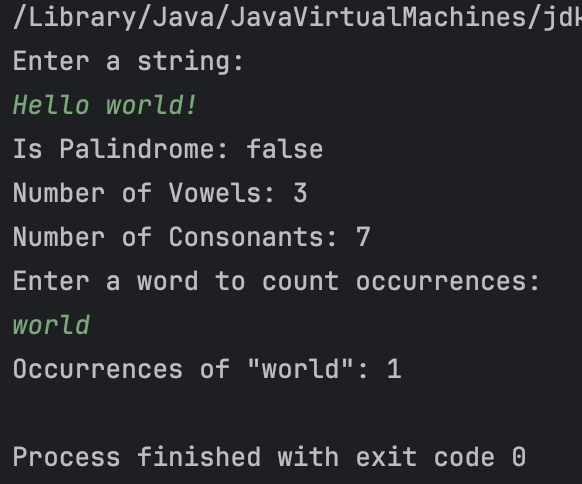 /Library/Java/JavaVirtualMachines/jdk
Enter a string:
Hello world!
Is Palindrome: false
Number of Vowels: 3
Number of Consonants: 7
Enter a word to count occurrences:
world
Occurrences of "world": 1
Process finished with exit code 0